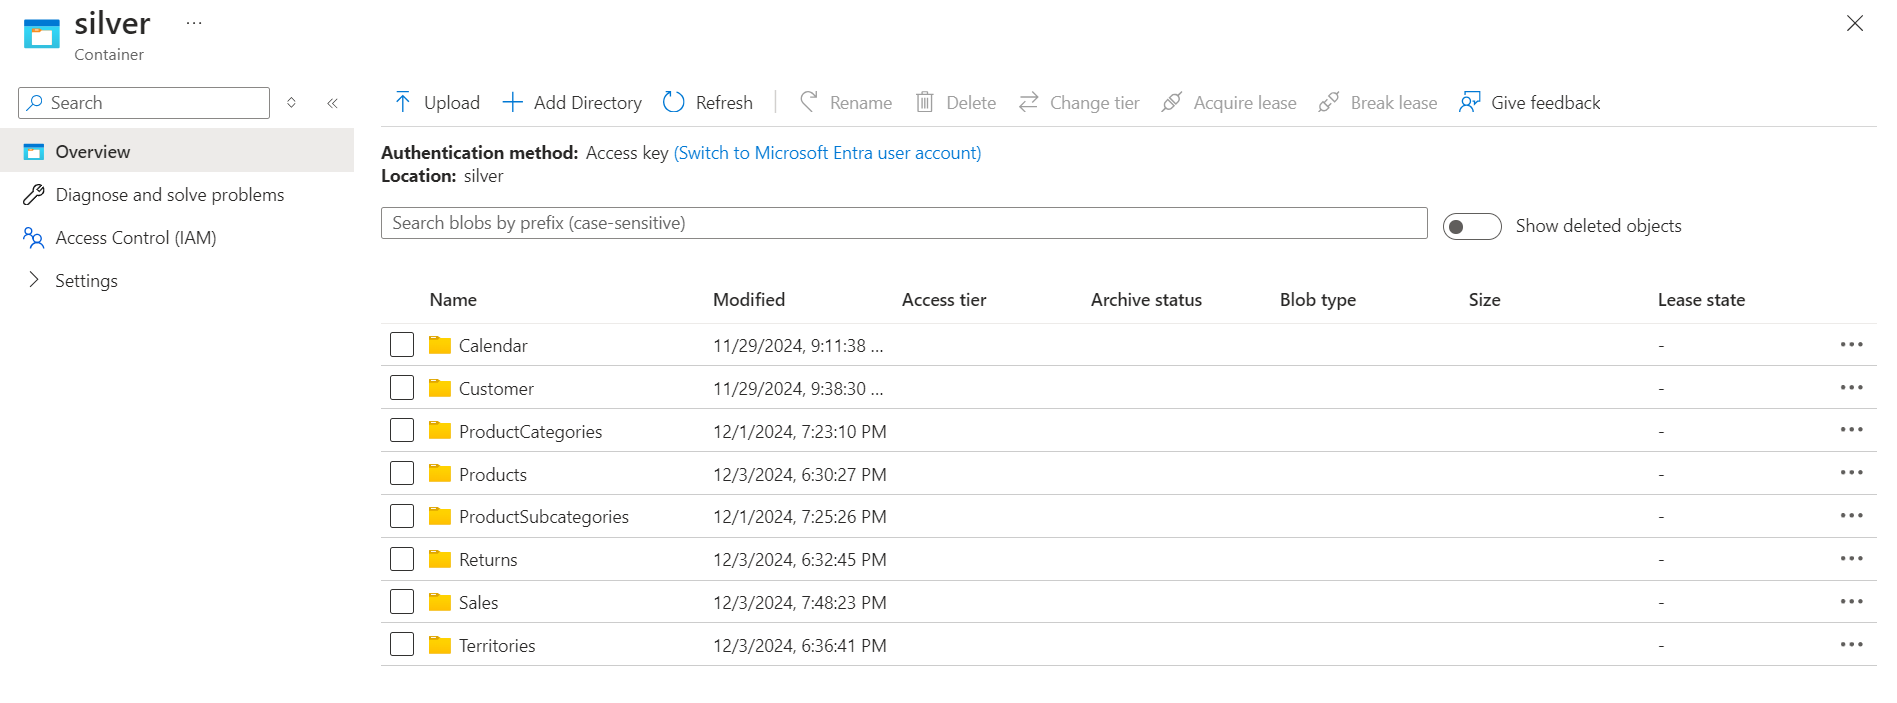 silver ...
Container
Search
Upload Add Directory Refresh Rename Delete Change tier Acquire lease Break lease Give feedback
Overview
Diagnose and solve problems
Access Control (IAM)
Settings
Authentication method: Access key (Switch to Microsoft Entra user account)
Location: silver
Search blobs by prefix (case-sensitive)
Show deleted objects
Name Modified Access tier Archive status Blob type Size Lease state
Calendar 11/29/2024, 9:11:38 ... -
Customer 11/29/2024, 9:38:30 ... -
ProductCategories 12/1/2024, 7:23:10 PM -
Products 12/3/2024, 6:30:27 PM -
ProductSubcategories 12/1/2024, 7:25:26 PM -
Returns 12/3/2024, 6:32:45 PM -
Sales 12/3/2024, 7:48:23 PM -
Territories 12/3/2024, 6:36:41 PM -